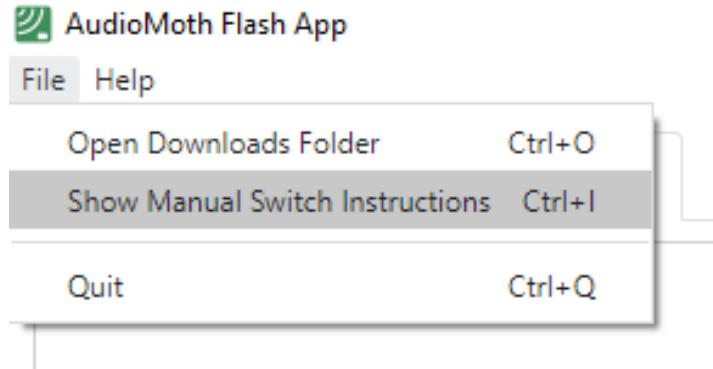 AudioMoth Flash App
File Help
Open Downloads Folder Ctrl+O
Show Manual Switch Instructions Ctrl+I
Quit Ctrl+Q